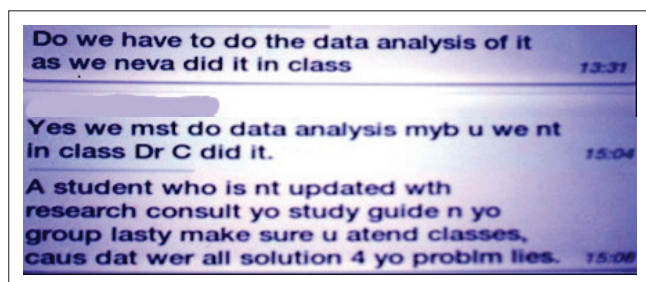 Do we have to do the data analysis of it
as we neva did it in class
13:31
Yes we mst do data analysis myb u we nt
in class Dr C did it.
15:04
A student who is nt updated wth
research consult yo study guide n yo
group lasty make sure u atend classes,
caus dat wer all solution 4 yo problm lies.
15:08